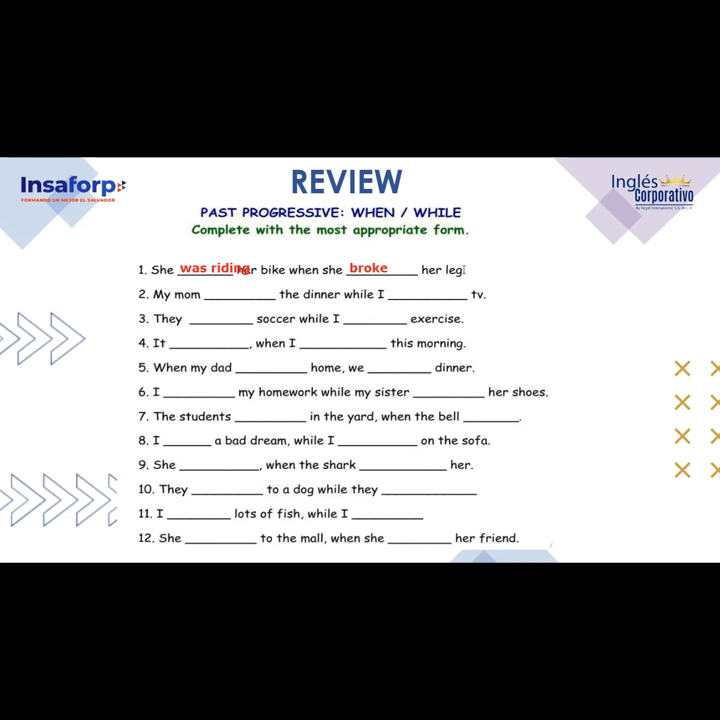 Insaforp
FORMANDO UN MEJOR EL SALVADOR
REVIEW
Inglés
Corporativo
PAST PROGRESSIVE: WHEN / WHILE
Complete with the most appropriate form.
1. She was riding her bike when she broke her leg
2. My mom __________ the dinner while I ___________ tv.
3. They _________ soccer while I _________ exercise.
4. It ___________, when I ____________ this morning.
5. When my dad __________ home, we _________ dinner.
6. I __________ my homework while my sister __________ her shoes.
7. The students __________ in the yard, when the bell ________.
8. I _______ a bad dream, while I ___________ on the sofa.
9. She ___________, when the shark ____________ her.
10. They __________ to a dog while they _____________
11. I _________ lots of fish, while I __________
12. She __________ to the mall, when she _________ her friend.